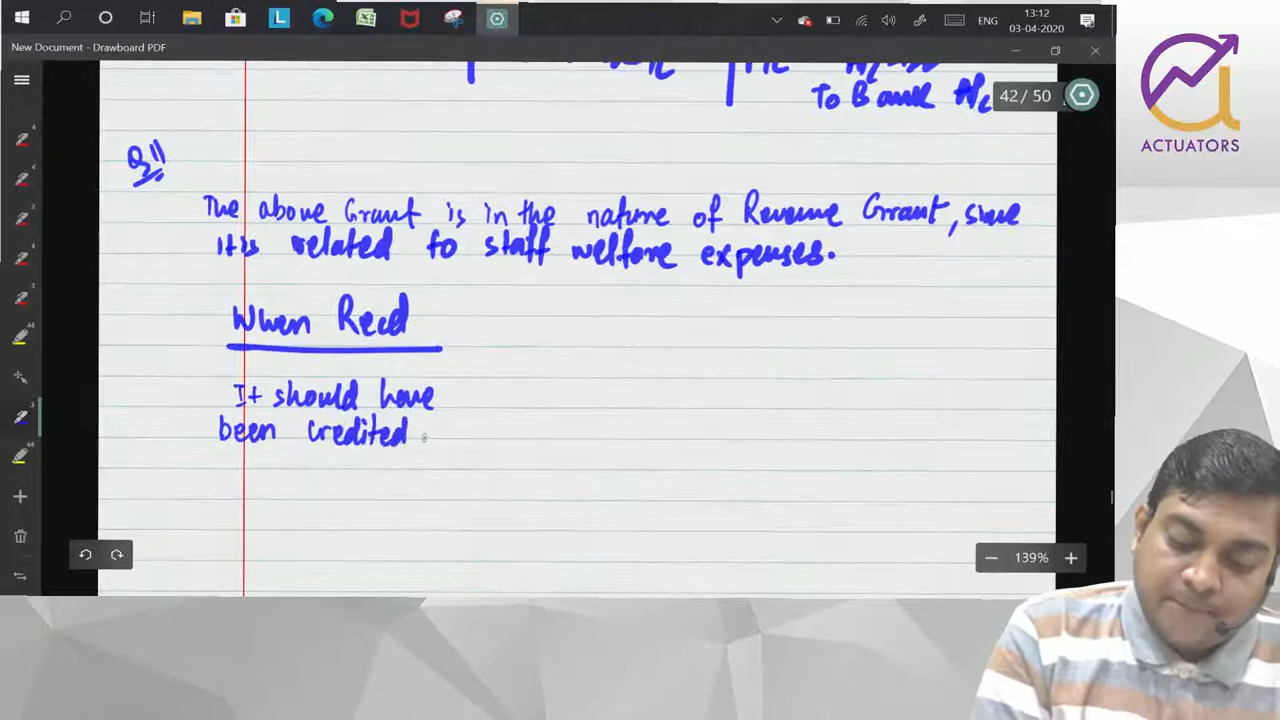 13:12
ENG
03-04-2020
New Document - Drawboard PDF
To Bank A/c
42 / 50
ACTUATORS
Q11
The above Grant is in the nature of Revenue Grant, since
it is related to staff welfare expenses.
When Recd
It should have
been credited
139%